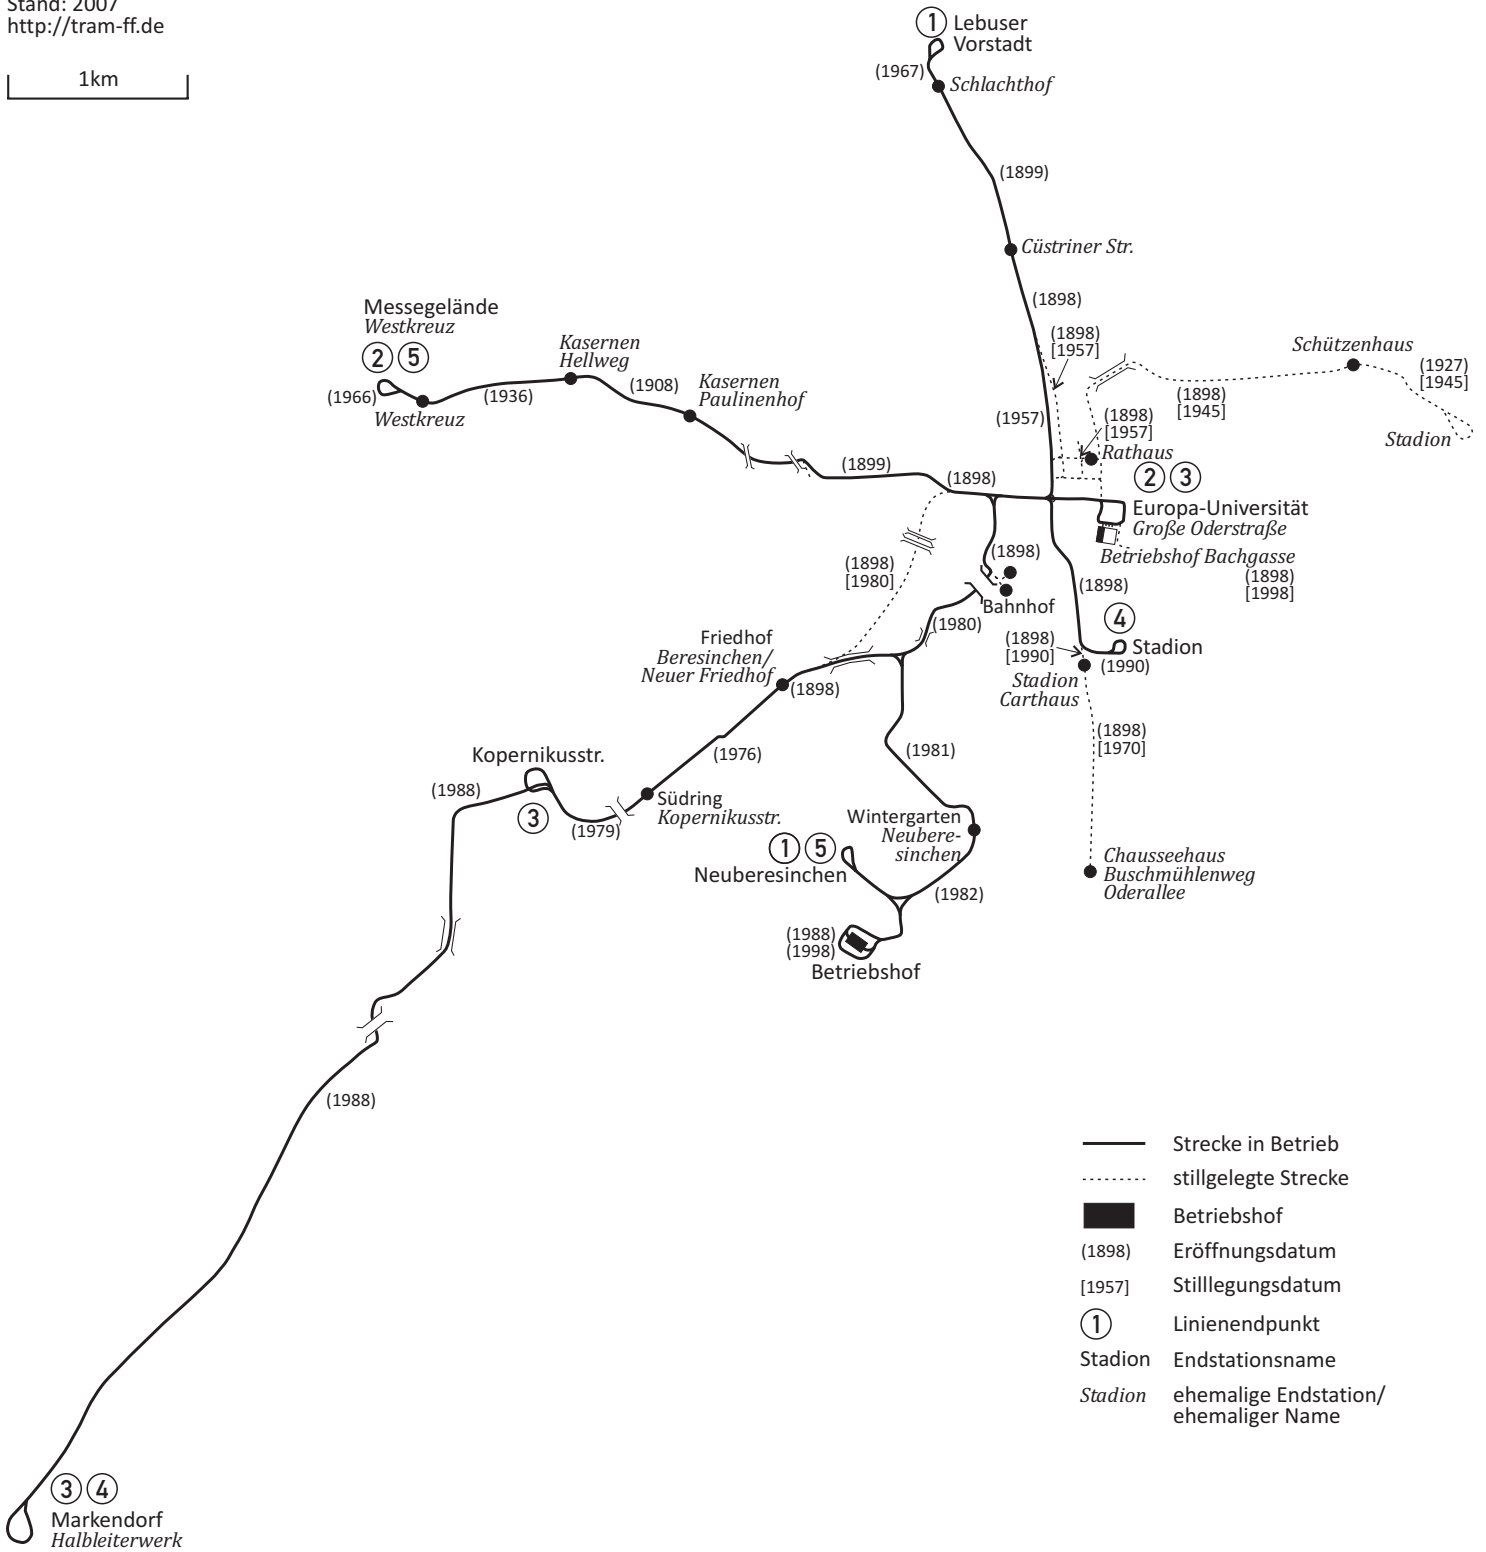 Stand: 2007
http://tram-ff.de
1km
1
Lebuser
Vorstadt
(1967)
Schlachthof
(1899)
Cüstriner Str.
(1898)
(1898)
[1957]
Schützenhaus
(1927)
[1945]
(1898)
[1945]
Stadion
Messegelände
Westkreuz
2 5
(1966)
Westkreuz
(1936)
Kasernen
Hellweg
(1908)
Kasernen
Paulinenhof
(1957)
(1898)
[1957]
Rathaus
2 3
Europa-Universität
Große Oderstraße
Betriebshof Bachgasse
(1898)
[1998]
(1899)
(1898)
(1898)
[1980]
(1898)
Bahnhof
(1898)
4
Stadion
(1990)
(1898)
[1990]
Stadion
Carthaus
(1980)
Friedhof
Beresinchen/
Neuer Friedhof
(1898)
(1898)
[1970]
(1976)
(1981)
Kopernikusstr.
(1988)
3
(1979)
Südring
Kopernikusstr.
Wintergarten
Neubere-
sinchen
1 5
Neuberesinchen
(1982)
Chausseehaus
Buschmühlenweg
Oderallee
(1988)
(1998)
Betriebshof
(1988)
Strecke in Betrieb
stillgelegte Strecke
Betriebshof
(1898) Eröffnungsdatum
[1957] Stilllegungsdatum
1 Linienendpunkt
Stadion Endstationsname
Stadion ehemalige Endstation/
ehemaliger Name
3 4
Markendorf
Halbleiterwerk